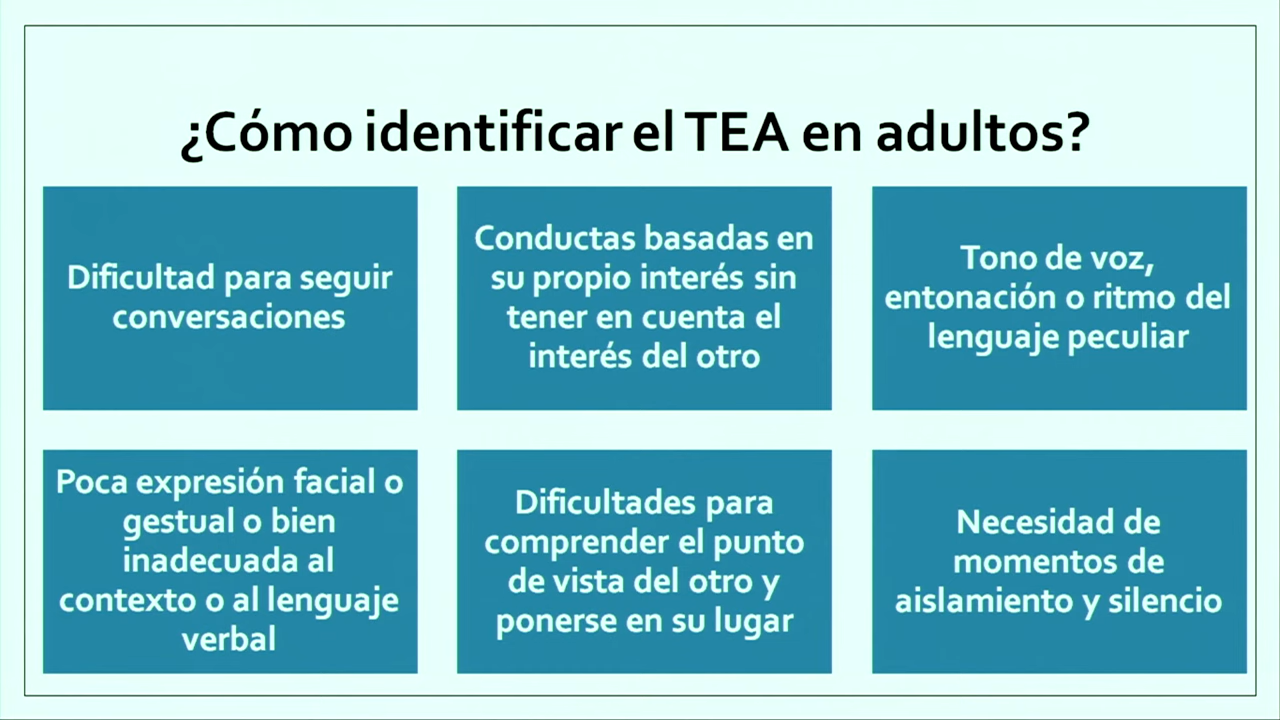 ¿Cómo identificar el TEA en adultos?
Dificultad para seguir
conversaciones
Conductas basadas en
su propio interés sin
tener en cuenta el
interés del otro
Tono de voz,
entonación o ritmo del
lenguaje peculiar
Poca expresión facial o
gestual o bien
inadecuada al
contexto o al lenguaje
verbal
Dificultades para
comprender el punto
de vista del otro y
ponerse en su lugar
Necesidad de
momentos de
aislamiento y silencio